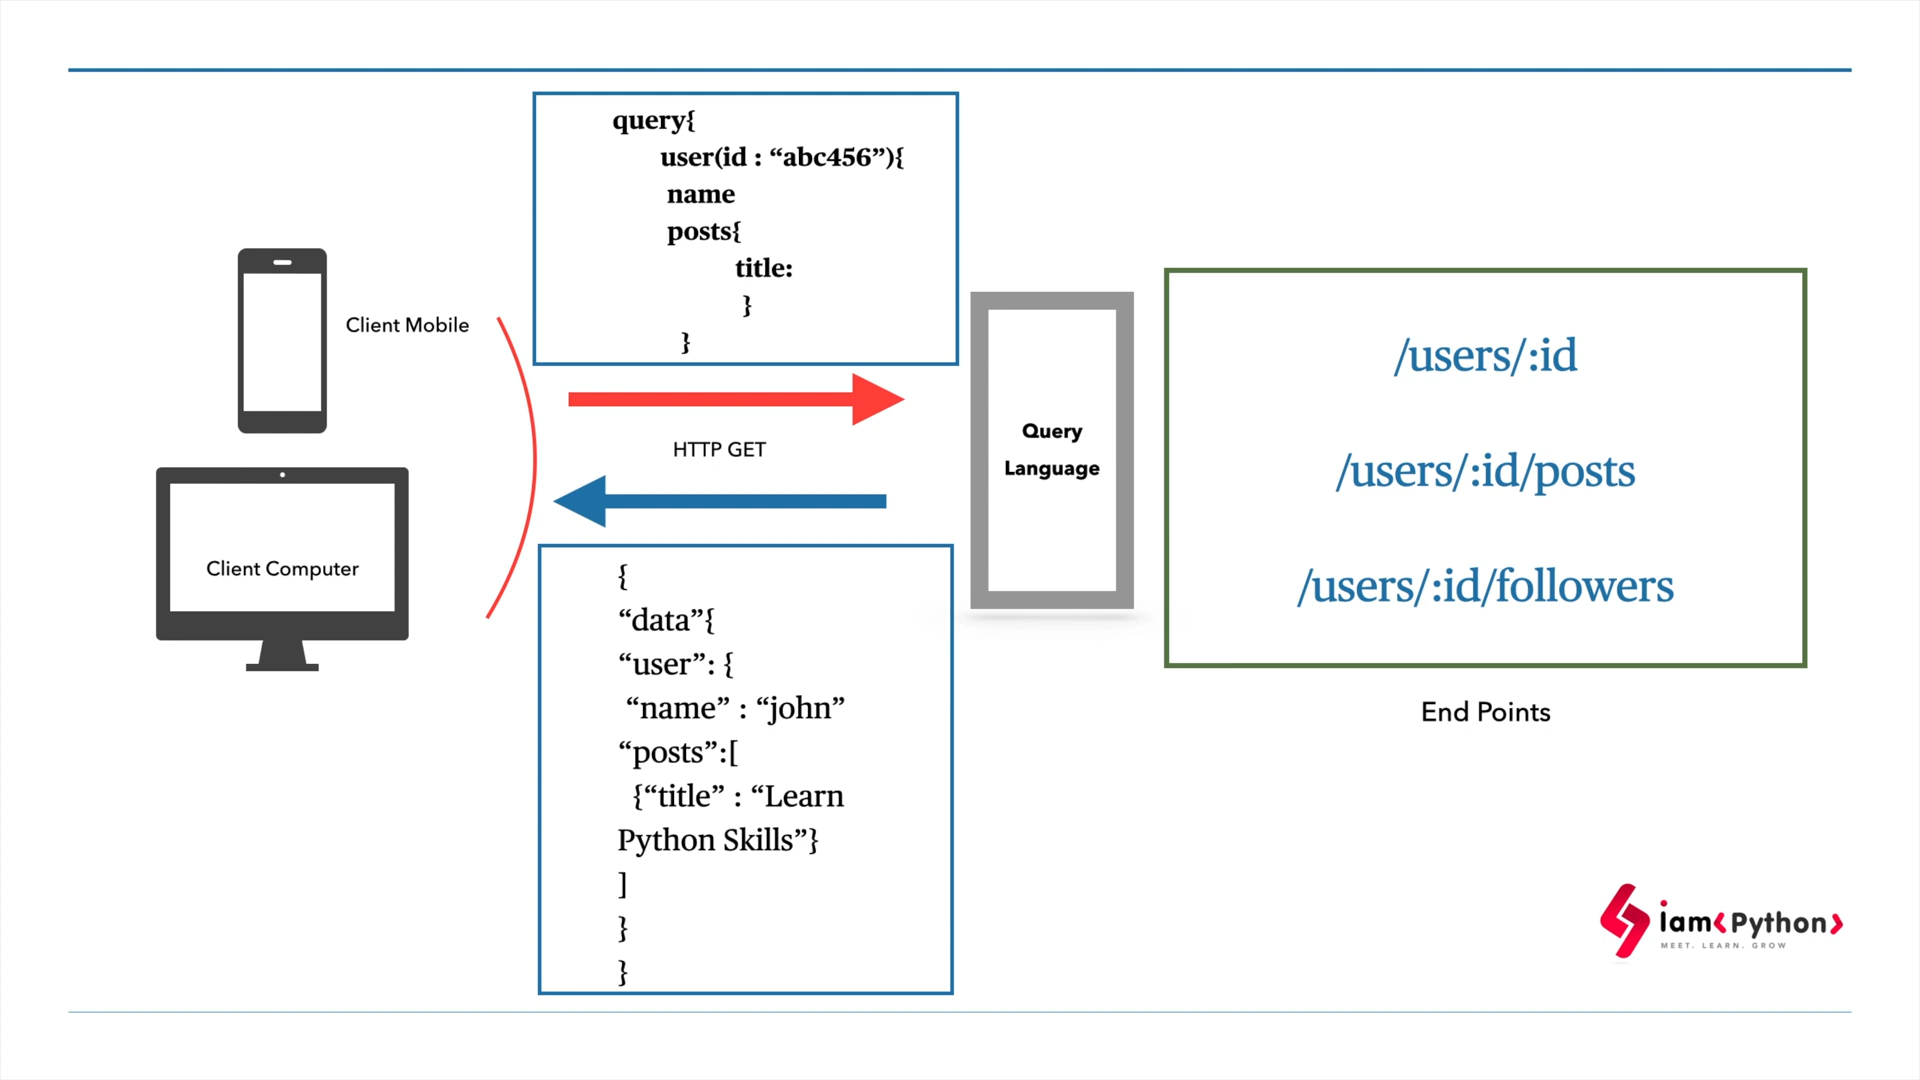 query{
user(id : “abc456”){
name
posts{
title:
}
}
Client Mobile
HTTP GET
Client Computer
{
“data”{
“user”: {
“name” : “john”
“posts”:[
{“title” : “Learn
Python Skills”}
]
}
}
Query
Language
/users/:id
/users/:id/posts
/users/:id/followers
End Points
iam<Python>
MEET. LEARN. GROW